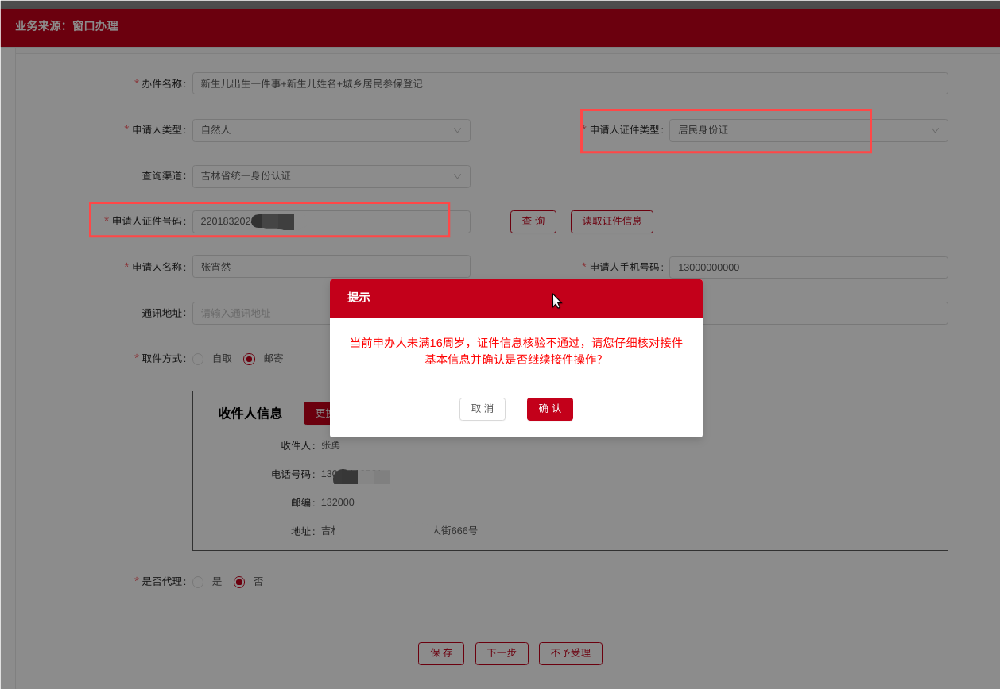 业务来源：窗口办理
* 办件名称： 新生儿出生一件事+新生儿姓名+城乡居民参保登记
* 申请人类型： 自然人 * 申请人证件类型： 居民身份证
查询渠道： 吉林省统一身份认证
* 申请人证件号码： 220183202 查 询 读取证件信息
* 申请人名称： 张宵然 * 申请人手机号码： 13000000000
提示
通讯地址： 请输入通讯地址
当前申办人未满16周岁，证件信息核验不通过，请您仔细核对接件
基本信息并确认是否继续接件操作?
* 取件方式： 自取 邮寄
取 消 确 认
收件人信息 更
收件人： 张勇
电话号码： 130
邮编： 132000
地址： 吉 大街666号
* 是否代理： 是 否
保 存 下一步 不予受理